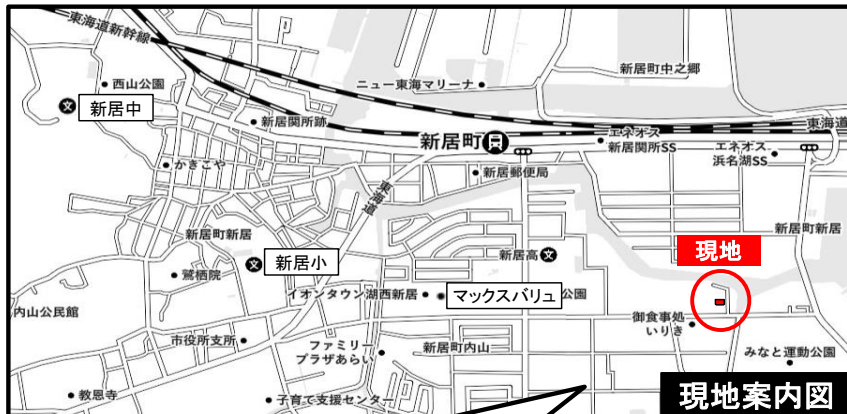 東海道新幹線
西山公園
新居中
新居関所跡
ニュー東海マリーナ
新居町中之郷
新居町
エネオス
新居関所SS
エネオス
浜名湖SS
東海道
かぎこや
東海道
新居郵便局
新居町新居
新居町新居
鷲栖院
新居小
新居高
現地
内山公民館
イオンタウン湖西新居
マックスバリュ
公園
御食事処
いりき
市役所支所
ファミリー
プラザあらい
新居町内山
みなと運動公園
教恩寺
子育て支援センター
現地案内図